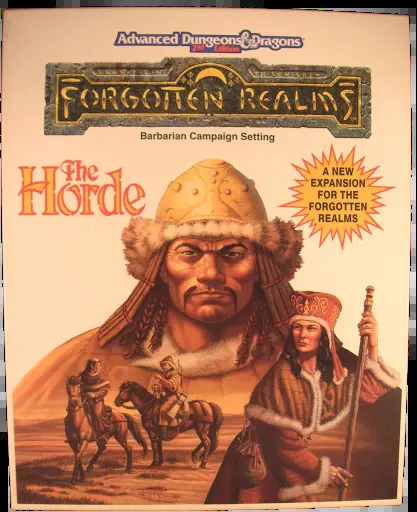 Advanced Dungeons & Dragons
2nd Edition
FORGOTTEN REALMS
Barbarian Campaign Setting
The
Horde
A NEW
EXPANSION
FOR THE
FORGOTTEN
REALMS